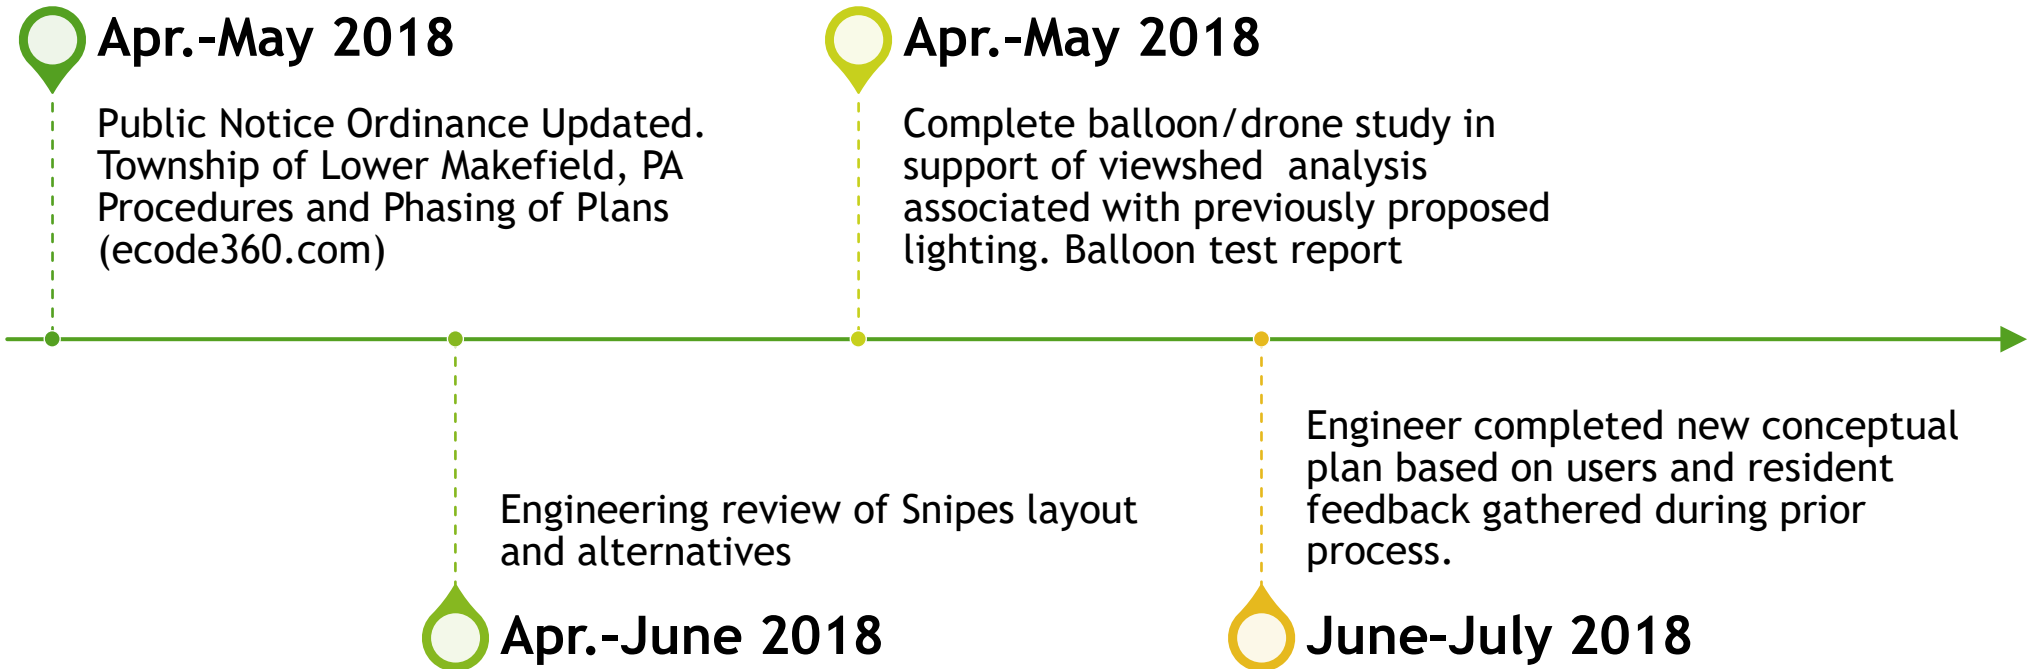 Apr.-May 2018
Public Notice Ordinance Updated.
Township of Lower Makefield, PA
Procedures and Phasing of Plans
(ecode360.com)
Engineering review of Snipes layout
and alternatives
Apr.-June 2018
Apr.-May 2018
Complete balloon/drone study in
support of viewshed  analysis
associated with previously proposed
lighting. Balloon test report
Engineer completed new conceptual
plan based on users and resident
feedback gathered during prior
process.
June-July 2018